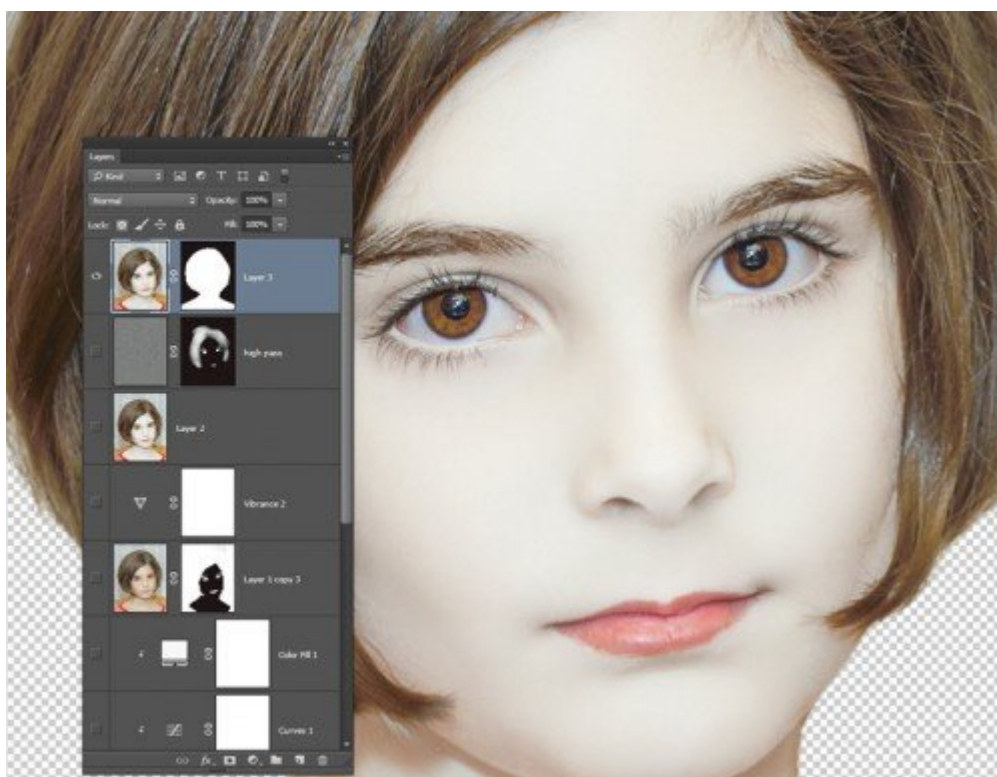 Layers
Kind
Normal Opacity: 100%
Lock: Fill: 100%
Layer 3
high pass
Layer 2
Vibrance 2
Layer 1 copy 3
Color Fill 1
Curves 1
fx